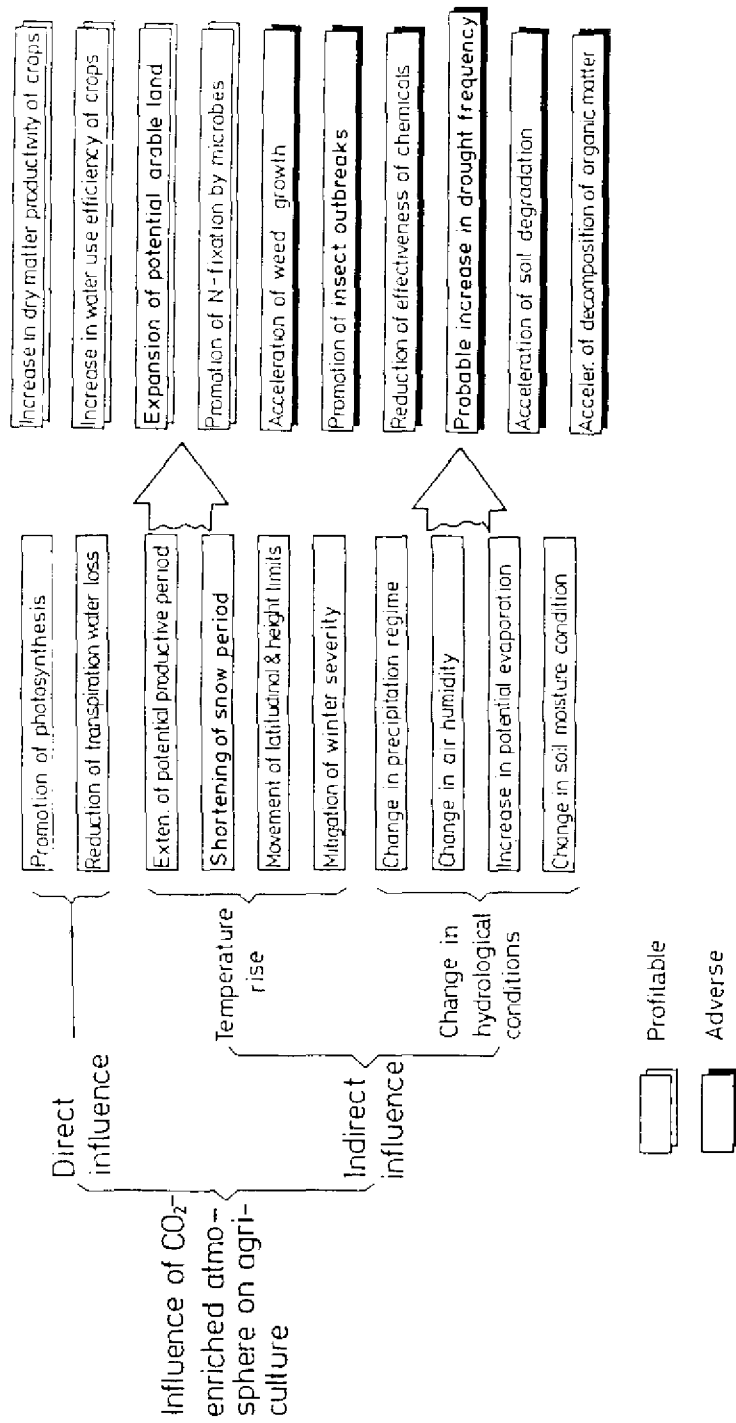 Influence of CO₂-
enriched atmo-
sphere on agri-
culture
Direct
influence
Indirect
influence
Temperature
rise
Change in
hydrological
conditions
Promotion of photosynthesis
Reduction of transpiration water loss
Exten. of potential productive period
Shortening of snow period
Movement of latitudinal & height limits
Mitigation of winter severity
Change in precipitation regime
Change in air humidity
Increase in potential evaporation
Change in soil moisture condition
Increase in dry matter productivity of crops
Increase in water use efficiency of crops
Expansion of potential arable land
Promotion of N-fixation by microbes
Acceleration of weed growth
Promotion of insect outbreaks
Reduction of effectiveness of chemicals
Probable increase in drought frequency
Acceleration of soil degradation
Acceler. of decomposition of organic matter
Profitable
Adverse